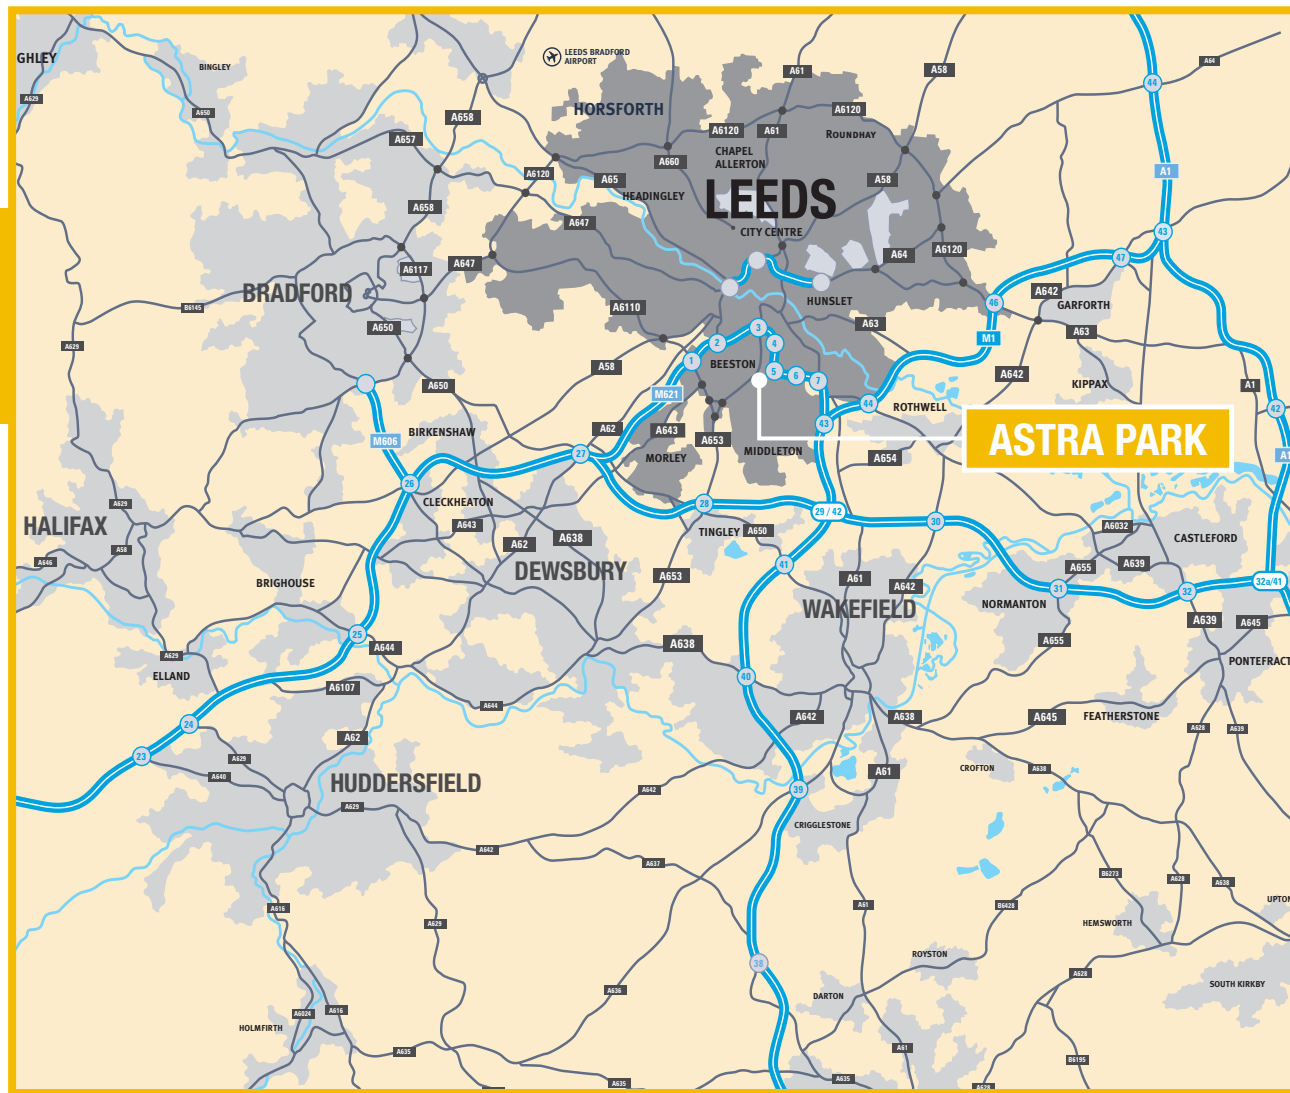 GHLEY
BINGLEY
LEEDS BRADFORD
AIRPORT
A61
A58
A64
44
A629
A650
A658
HORSFORTH
A6120
A657
A6120
A61
ROUNDHAY
CHAPEL
ALLERTON
A660
A6120
A65
HEADINGLEY
A58
A1
LEEDS
A658
A647
CITY CENTRE
43
A6120
A64
47
A647
A6117
BRADFORD
A642
46
GARFORTH
HUNSLET
B6145
A6110
A650
A63
A63
3
2
4
M1
A629
1
BEESTON
A58
5
6
7
A642
KIPPAX
A1
A650
M621
44
ROTHWELL
42
43
ASTRA PARK
A62
A643
A653
BIRKENSHAW
M606
MIDDLETON
MORLEY
A654
27
A1
26
CLECKHEATON
A629
28
29 / 42
30
HALIFAX
A643
TINGLEY
A650
A6032
CASTLEFORD
A62
A638
A58
A646
41
A655
A639
DEWSBURY
A653
A61
A642
BRIGHOUSE
31
32
32a/41
WAKEFIELD
NORMANTON
A639
A645
25
A644
A638
A655
A629
PONTEFRACT
ELLAND
40
A6107
A644
A642
A638
A645
FEATHERSTONE
24
A628
A639
A62
23
A629
A640
A61
CROFTON
A638
HUDDERSFIELD
39
A642
A629
CRIGGLESTONE
A642
A637
B6273
A628
A638
UPTON
A616
A61
B6428
A629
HEMSWORTH
ROYSTON
38
A628
SOUTH KIRKBY
A636
DARTON
A6024
A616
HOLMFIRTH
A635
A61
B6195
A635
A635
A628